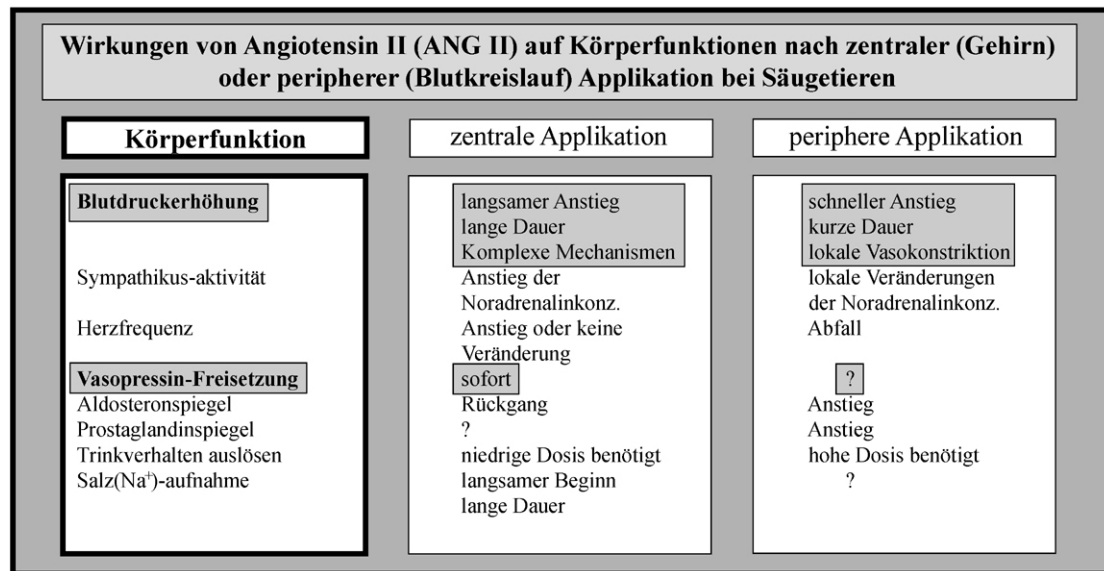 Wirkungen von Angiotensin II (ANG II) auf Körperfunktionen nach zentraler (Gehirn)
oder peripherer (Blutkreislauf) Applikation bei Säugetieren
Körperfunktion
Blutdruckerhöhung
Sympathikus-aktivität
Herzfrequenz
Vasopressin-Freisetzung
Aldosteronspiegel
Prostaglandinspiegel
Trinkverhalten auslösen
Salz(Na⁺)-aufnahme
zentrale Applikation
langsamer Anstieg
lange Dauer
Komplexe Mechanismen
Anstieg der
Noradrenalinkonz.
Anstieg oder keine
Veränderung
sofort
Rückgang
?
niedrige Dosis benötigt
langsamer Beginn
lange Dauer
periphere Applikation
schneller Anstieg
kurze Dauer
lokale Vasokonstriktion
lokale Veränderungen
der Noradrenalinkonz.
Abfall
?
Anstieg
Anstieg
hohe Dosis benötigt
?